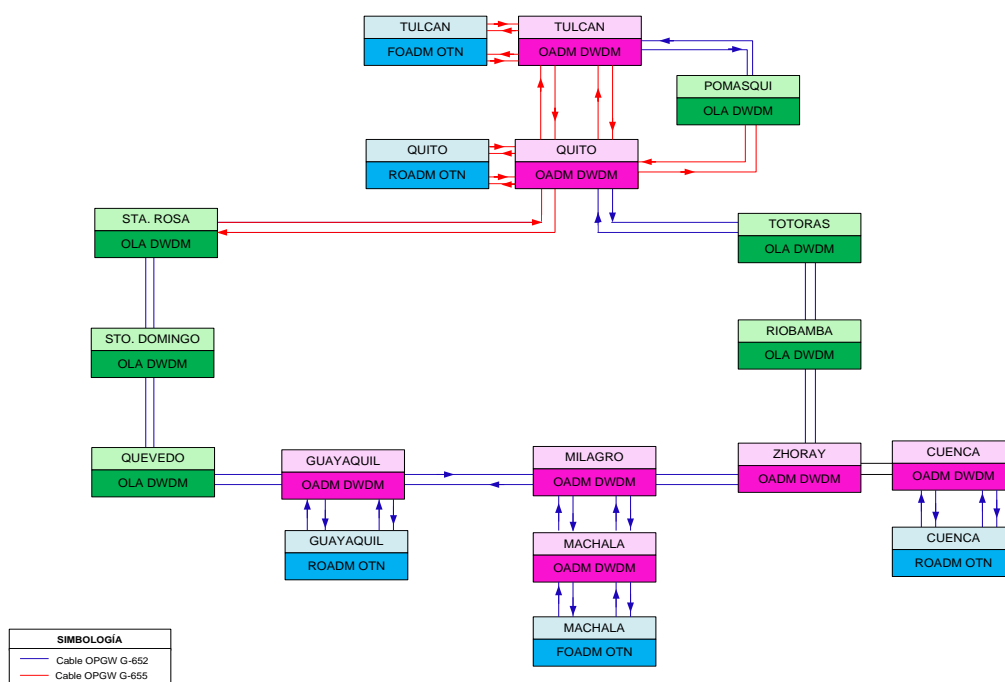 TULCAN
FOADM OTN
TULCAN
OADM DWDM
POMASQUI
OLA DWDM
QUITO
ROADM OTN
QUITO
OADM DWDM
STA. ROSA
OLA DWDM
TOTORAS
OLA DWDM
STO. DOMINGO
OLA DWDM
RIOBAMBA
OLA DWDM
QUEVEDO
OLA DWDM
GUAYAQUIL
OADM DWDM
MILAGRO
OADM DWDM
ZHORAY
OADM DWDM
CUENCA
OADM DWDM
GUAYAQUIL
ROADM OTN
MACHALA
OADM DWDM
CUENCA
ROADM OTN
MACHALA
FOADM OTN
SIMBOLOGÍA
Cable OPGW G-652
Cable OPGW G-655